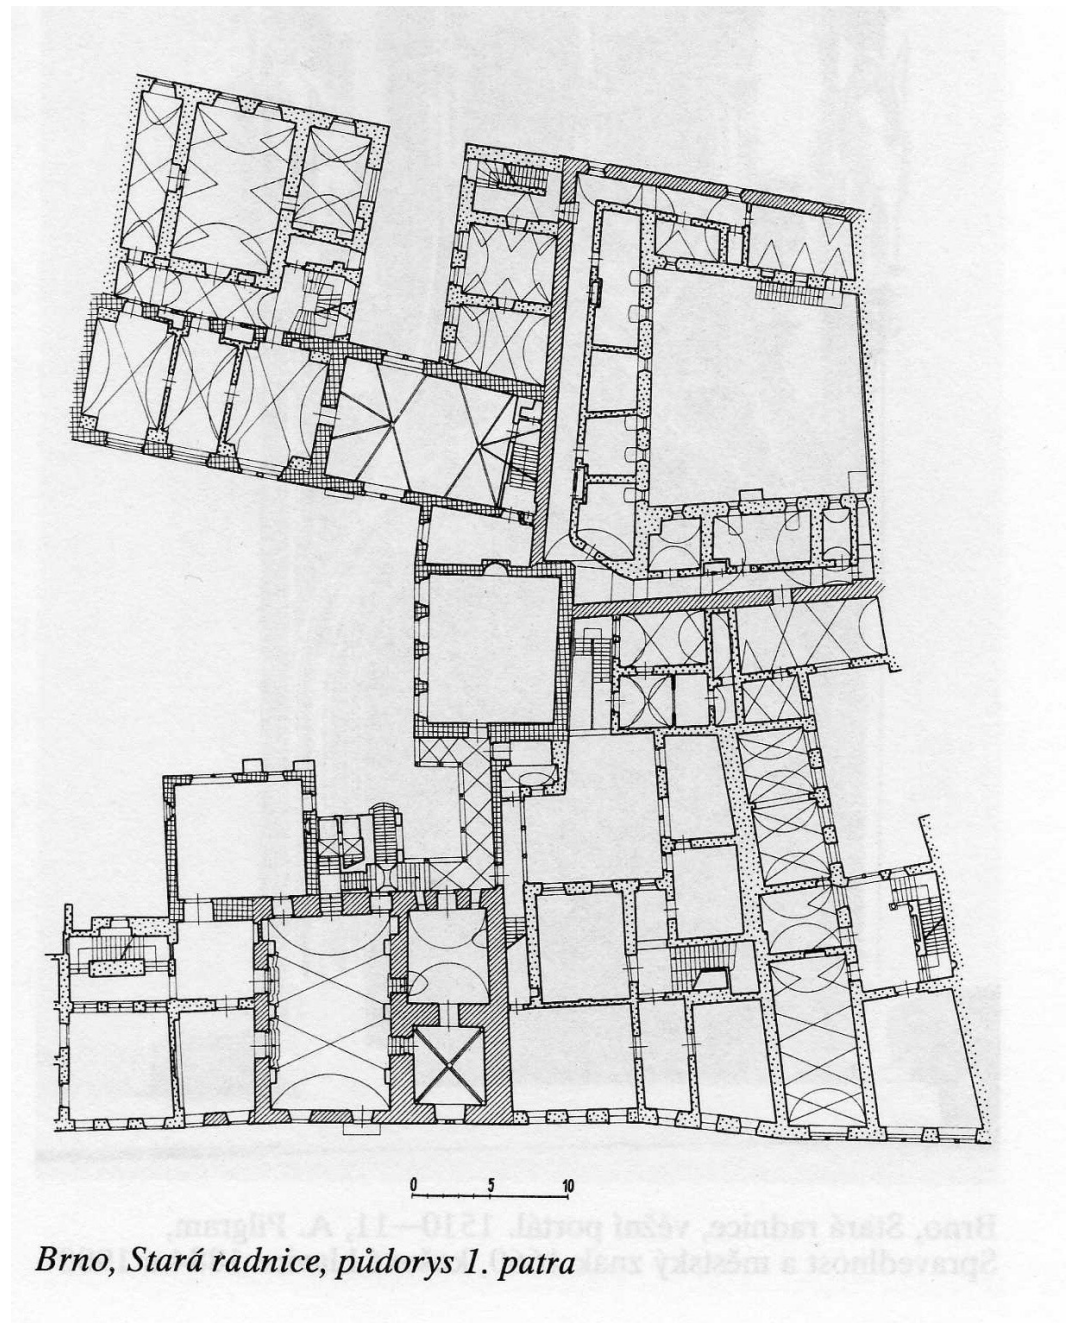 0 5 10
Brno, Stará radnice, půdorys 1. patra
Brno, Stará radnice, věžní portál. 1510—11, A. Pilgram,
Spravedlnost a městský znak